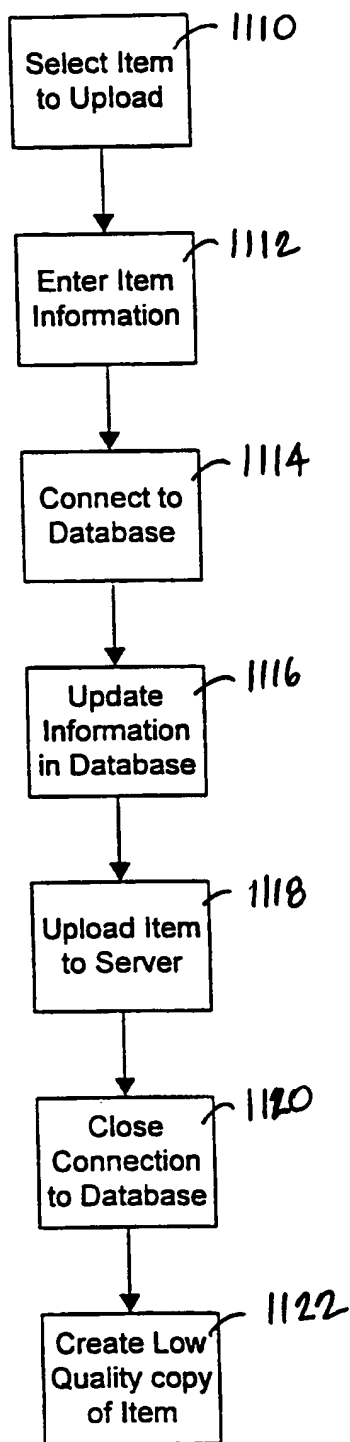 1110
Select Item
to Upload
1112
Enter Item
Information
1114
Connect to
Database
1116
Update
Information
in Database
1118
Upload Item
to Server
1120
Close
Connection
to Database
1122
Create Low
Quality copy
of Item